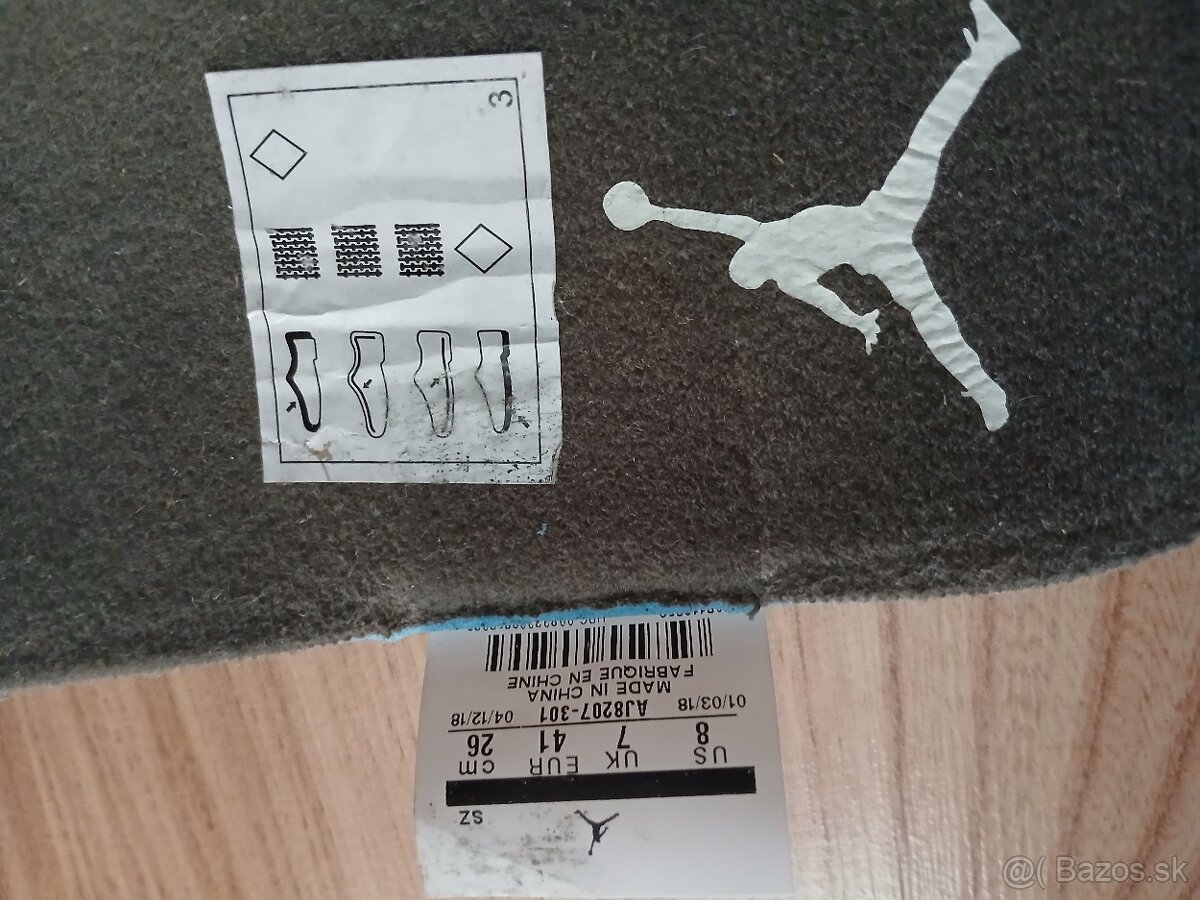 3
SZ
US UK EUR cm
8 7 41 26
01/03/18 AJ8207-301 04/12/18
MADE IN CHINA
FABRIQUE EN CHINE
@( Bazos.sk